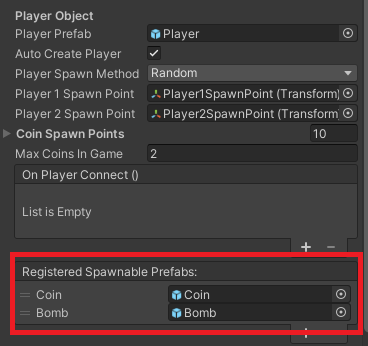 Player Object
Player Prefab Player
Auto Create Player
Player Spawn Method Random
Player 1 Spawn Point Player1SpawnPoint (Transform)
Player 2 Spawn Point Player2SpawnPoint (Transform)
Coin Spawn Points 10
Max Coins In Game 2
On Player Connect ()
List is Empty
+ −
Registered Spawnable Prefabs:
Coin Coin
Bomb Bomb